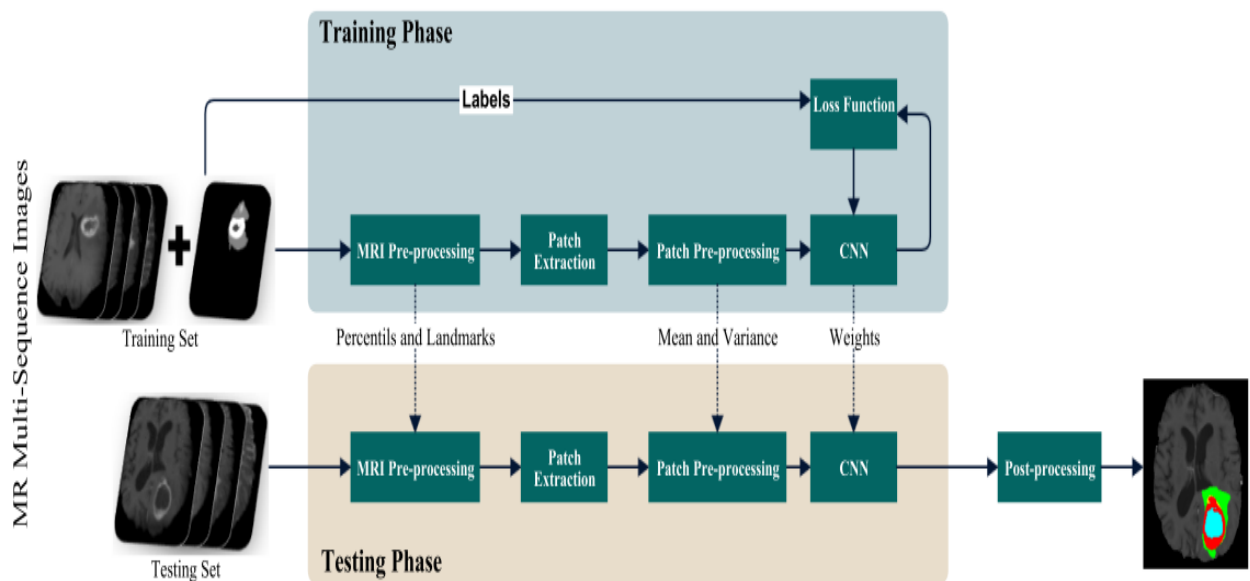 MR Multi-Sequence Images
Training Phase
Labels
Loss Function
MRI Pre-processing
Patch
Extraction
Patch Pre-processing
CNN
Training Set
Percentils and Landmarks
Mean and Variance
Weights
MRI Pre-processing
Patch
Extraction
Patch Pre-processing
CNN
Post-processing
Testing Phase
Testing Set